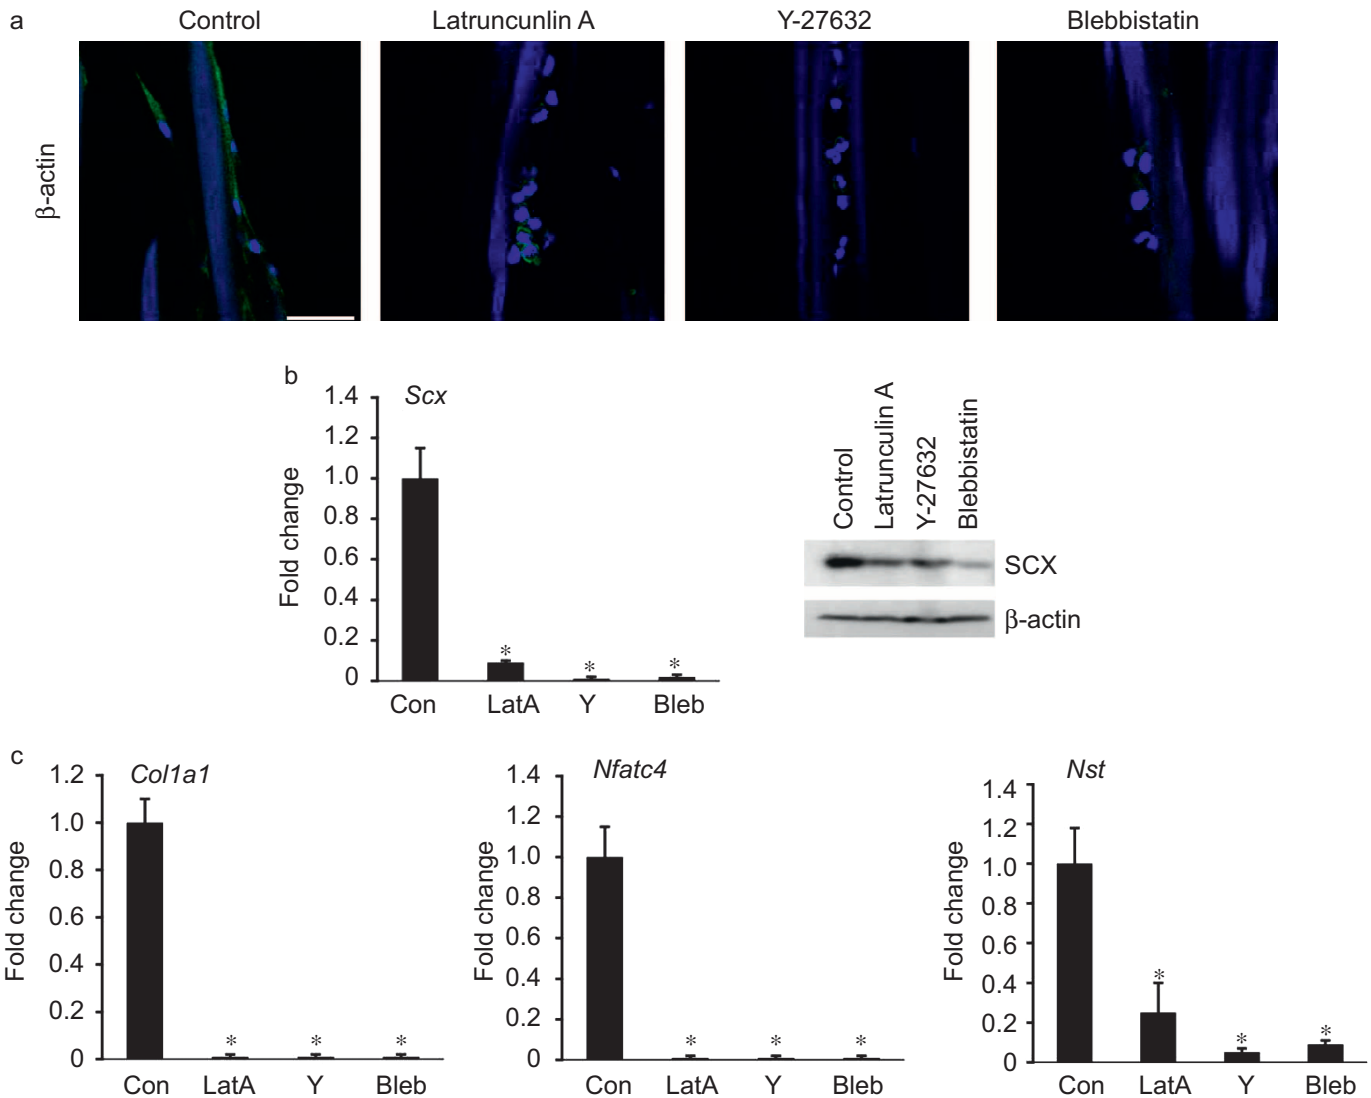 a
Control
Latruncunlin A
Y-27632
Blebbistatin
β-actin
b
Scx
Fold change
1.4
1.2
1.0
0.8
0.6
0.4
0.2
0
*
*
*
Con
LatA
Y
Bleb
Control
Latrunculin A
Y-27632
Blebbistatin
SCX
β-actin
c
Col1a1
Fold change
1.2
1.0
0.8
0.6
0.4
0.2
0
*
*
*
Con
LatA
Y
Bleb
Nfatc4
Fold change
1.4
1.2
1.0
0.8
0.6
0.4
0.2
0
*
*
*
Con
LatA
Y
Bleb
Nst
Fold change
1.4
1.2
1.0
0.8
0.6
0.4
0.2
0
*
*
*
Con
LatA
Y
Bleb